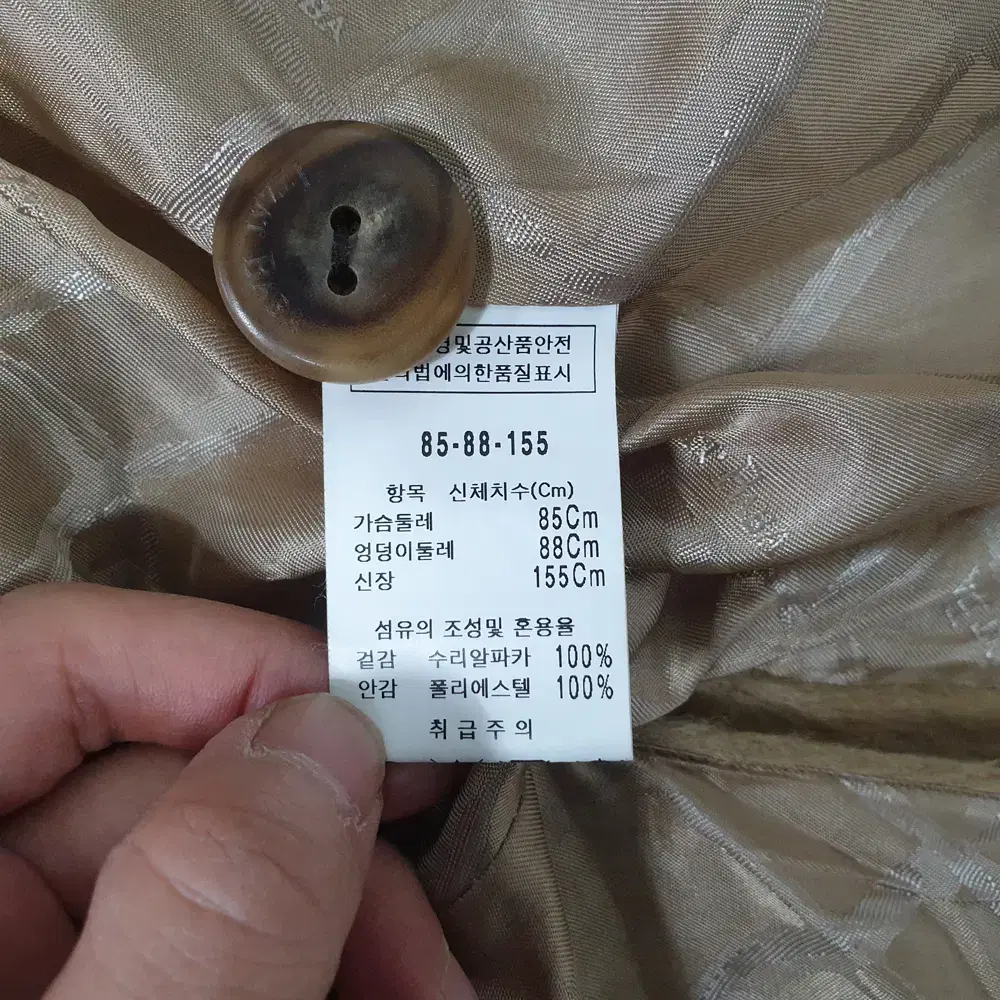 및공산품안전
법에의한품질표시
85-88-155
항목 신체치수(Cm)
가슴둘레 85Cm
엉덩이둘레 88Cm
신장 155Cm
섬유의 조성및 혼용율
겉감 수리알파카 100%
안감 폴리에스텔 100%
취급주의